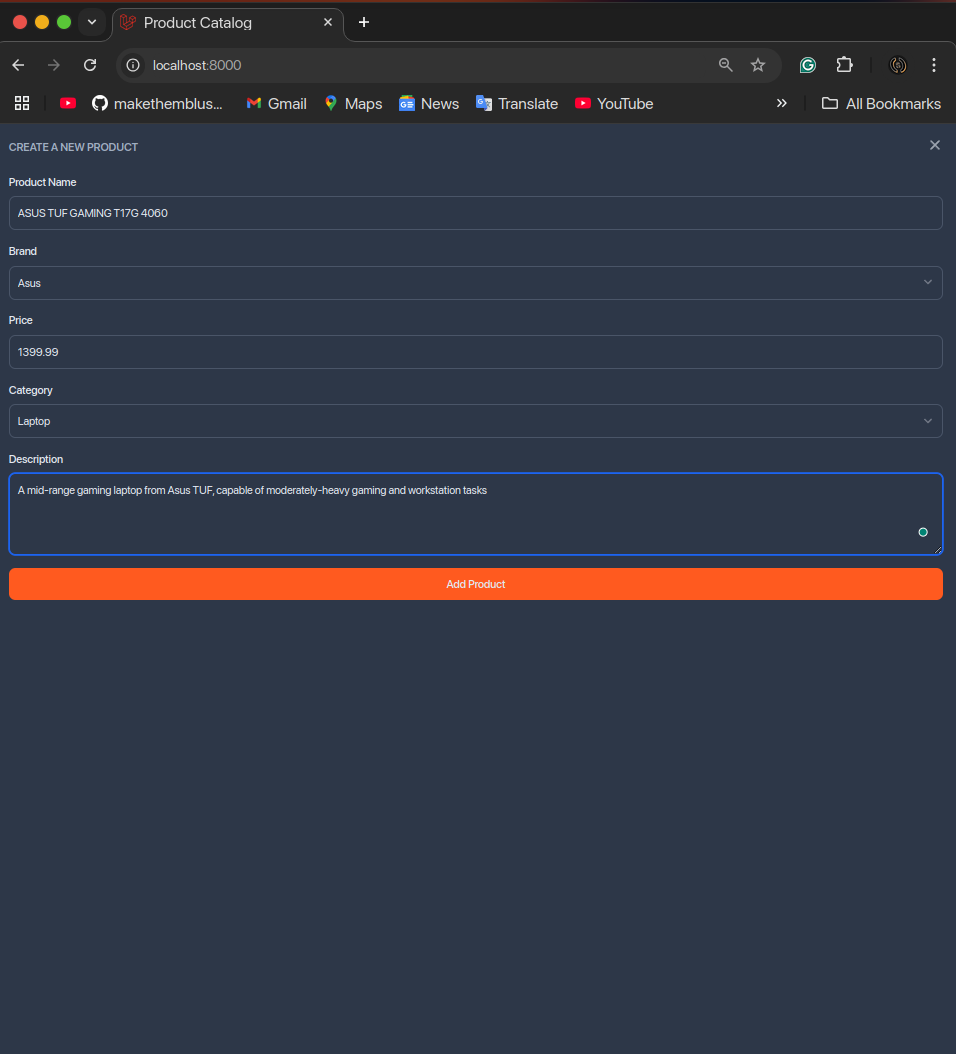 Product Catalog
localhost:8000
makethemblus...
Gmail
Maps
News
Translate
YouTube
All Bookmarks
CREATE A NEW PRODUCT
Product Name
ASUS TUF GAMING T17G 4060
Brand
Asus
Price
1399.99
Category
Laptop
Description
A mid-range gaming laptop from Asus TUF, capable of moderately-heavy gaming and workstation tasks
Add Product